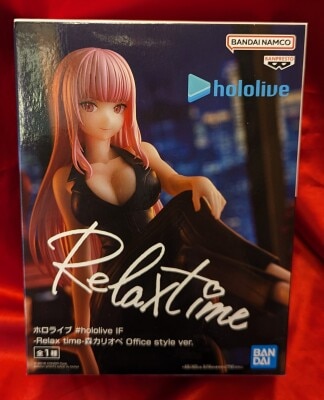 BANDAI NAMCO
BANPRESTO
hololive
Relax time
ホロライブ #hololive IF
-Relax time-森カリオペ Office style ver.
全1種
BANDAI